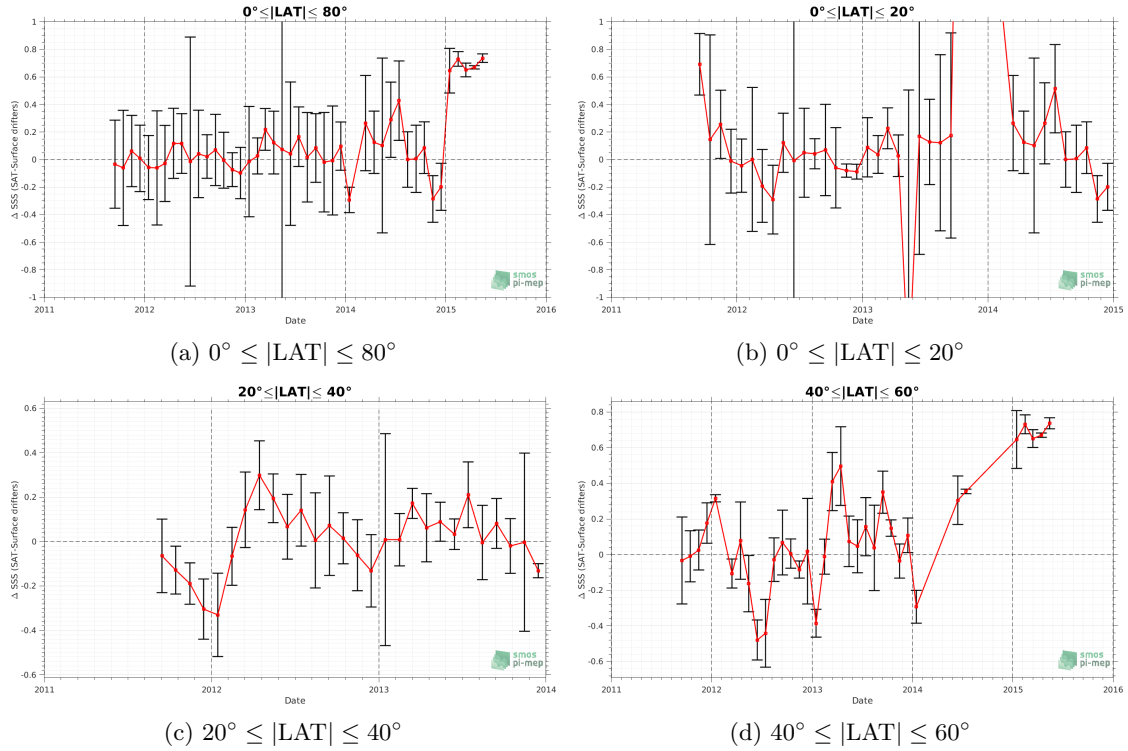 0°≤|LAT|≤ 80°
Δ SSS (SAT-Surface drifters)
1
0.8
0.6
0.4
0.2
0
-0.2
-0.4
-0.6
-0.8
-1
2011
2012
2013
2014
2015
2016
Date
smos
pi-mep
(a) 0° ≤ |LAT| ≤ 80°
0°≤|LAT|≤ 20°
Δ SSS (SAT-Surface drifters)
1
0.8
0.6
0.4
0.2
0
-0.2
-0.4
-0.6
-0.8
-1
2011
2012
2013
2014
2015
Date
smos
pi-mep
(b) 0° ≤ |LAT| ≤ 20°
20°≤|LAT|≤ 40°
Δ SSS (SAT-Surface drifters)
0.6
0.4
0.2
0
-0.2
-0.4
-0.6
2011
2012
2013
2014
Date
smos
pi-mep
(c) 20° ≤ |LAT| ≤ 40°
40°≤|LAT|≤ 60°
Δ SSS (SAT-Surface drifters)
0.8
0.6
0.4
0.2
0
-0.2
-0.4
-0.6
2011
2012
2013
2014
2015
2016
Date
smos
pi-mep
(d) 40° ≤ |LAT| ≤ 60°